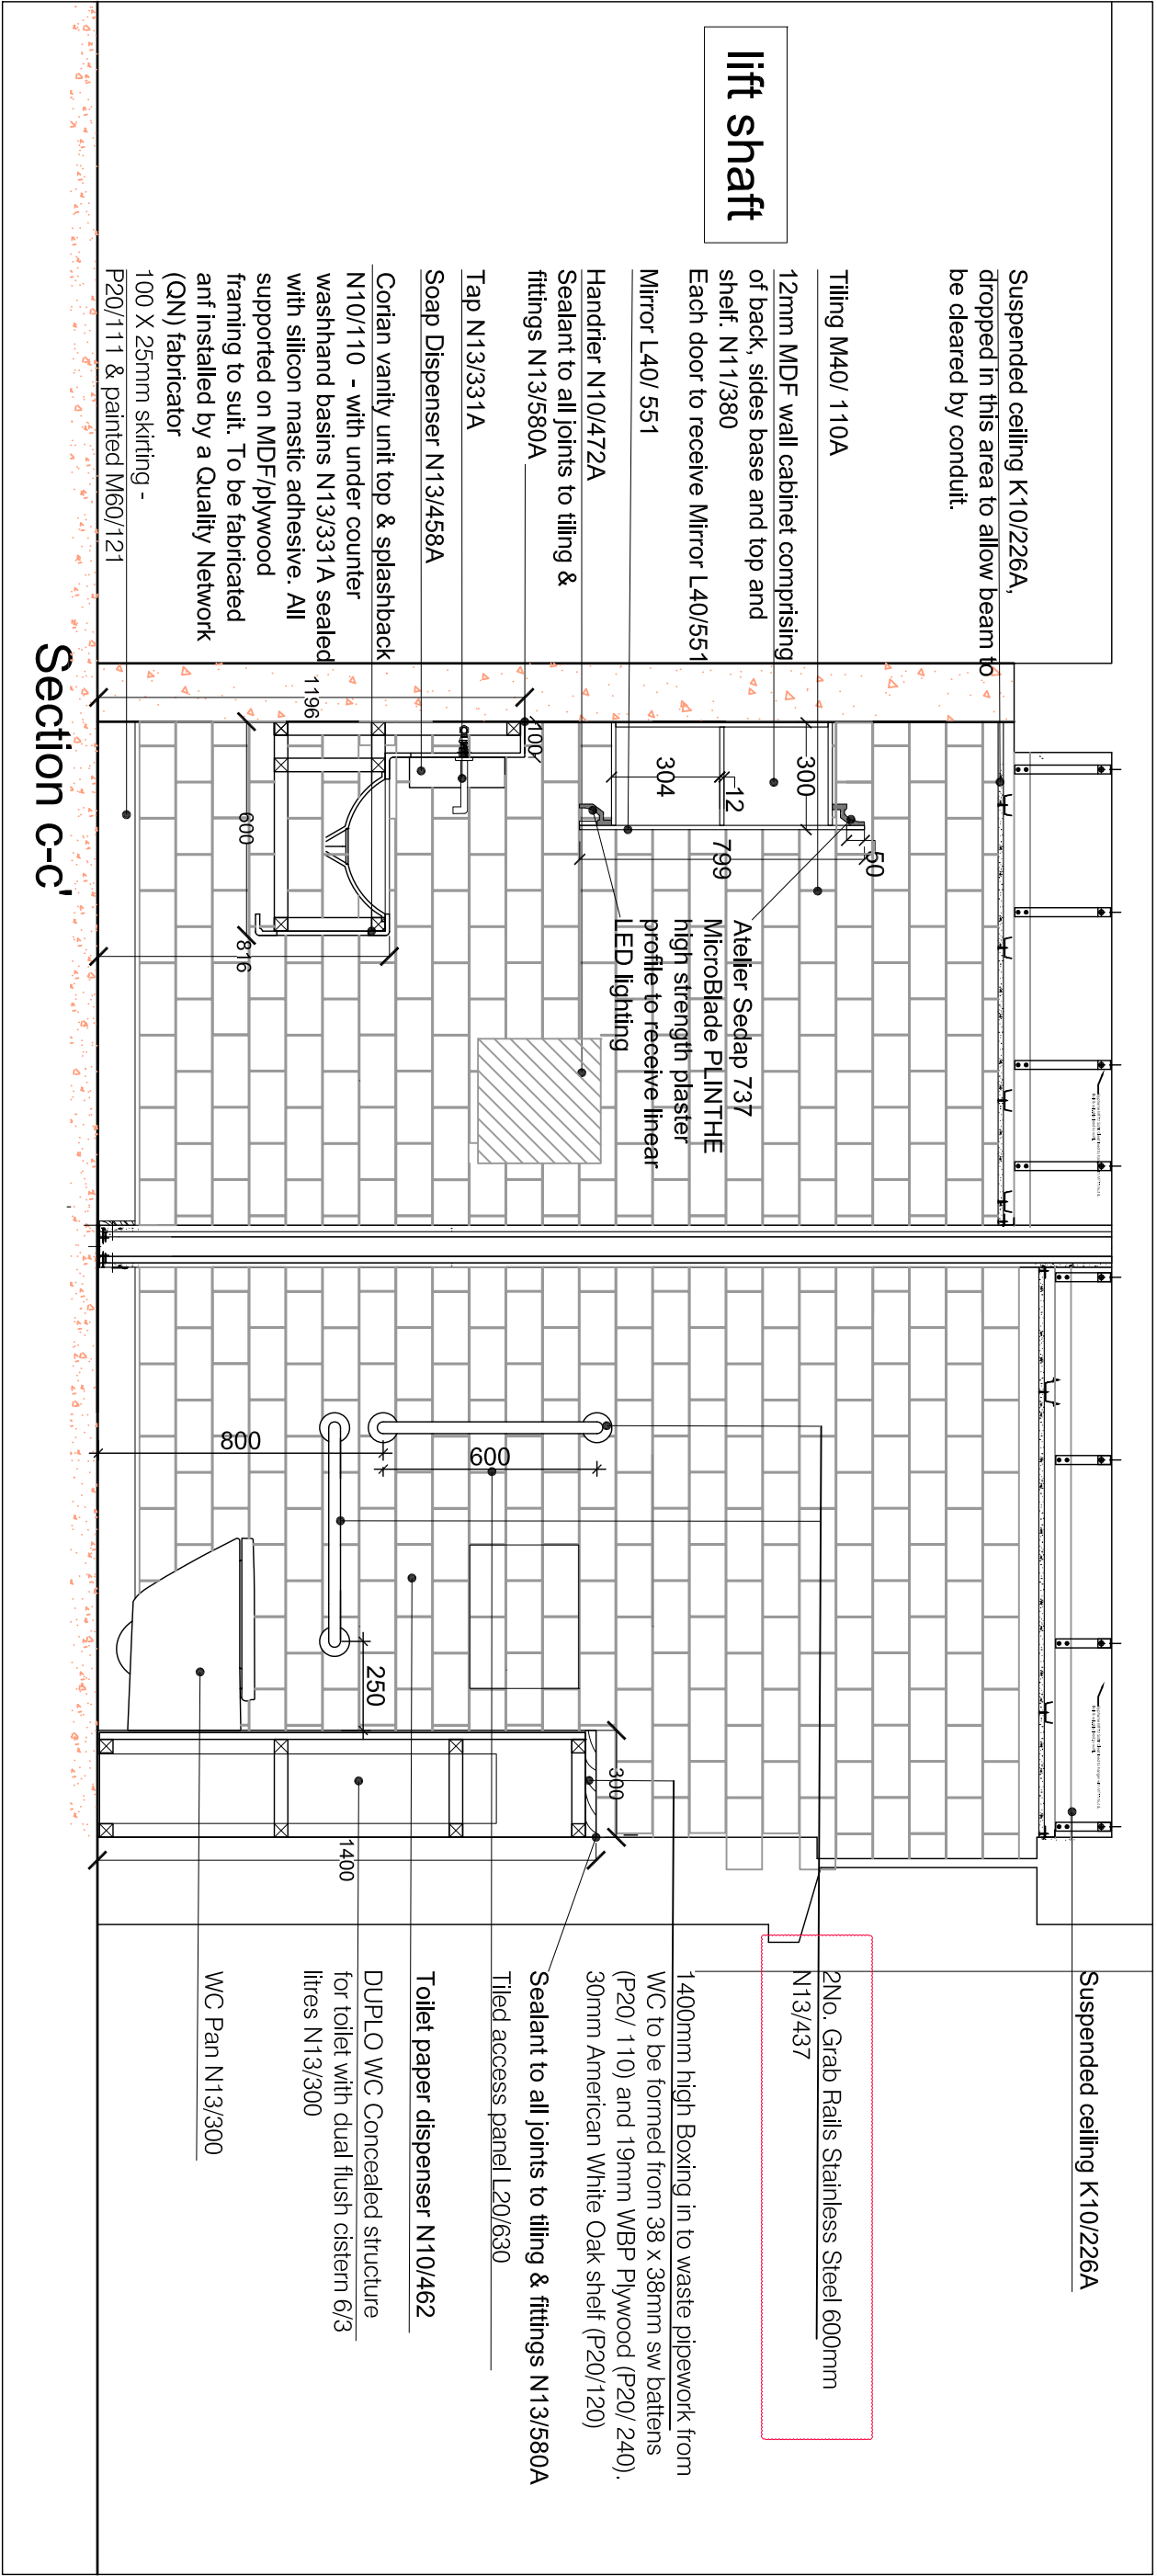 lift shaft
Suspended ceiling K10/226A,
dropped in this area to allow beam to
be cleared by conduit.
Tiling M40/ 110A
12mm MDF wall cabinet comprising
of back, sides base and top and
shelf. N11/380
Each door to receive Mirror L40/551
Mirror L40/ 551
Handrier N10/472A
Sealant to all joints to tiling &
fittings N13/580A
Tap N13/331A
Soap Dispenser N13/458A
Corian vanity unit top & splashback
N10/110 - with under counter
washhand basins N13/331A sealed
with silicon mastic adhesive. All
supported on MDF/plywood
framing to suit. To be fabricated
anf installed by a Quality Network
(QN) fabricator
100 X 25mm skirting -
P20/111 & painted M60/121
1196
100
304
12
300
50
799
600
816
Atelier Sedap 737
MicroBlade PLINTHE
high strength plaster
profile to receive linear
LED lighting
800
600
250
300
1400
Suspended ceiling K10/226A
2No. Grab Rails Stainless Steel 600mm
N13/437
1400mm high Boxing in to waste pipework from
WC to be formed from 38 x 38mm sw battens
(P20/ 110) and 19mm WBP Plywood (P20/ 240).
30mm American White Oak shelf (P20/120)
Sealant to all joints to tiling & fittings N13/580A
Tiled access panel L20/630
Toilet paper dispenser N10/462
DUPLO WC Concealed structure
for toilet with dual flush cistern 6/3
litres N13/300
WC Pan N13/300
Section c-c'